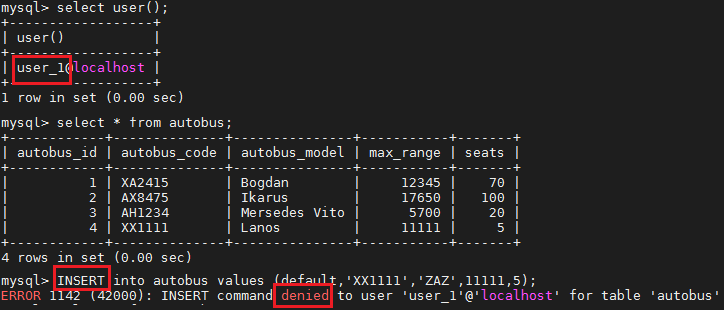 mysql> select user();
+------------------+
| user()           |
+------------------+
| user_1@localhost |
+------------------+
1 row in set (0.00 sec)
mysql> select * from autobus;
+------------+--------------+---------------+-----------+-------+
| autobus_id | autobus_code | autobus_model | max_range | seats |
+------------+--------------+---------------+-----------+-------+
|          1 | XA2415       | Bogdan        |     12345 |    70 |
|          2 | AX8475       | Ikarus        |     17650 |   100 |
|          3 | AH1234       | Mersedes Vito |      5700 |    20 |
|          4 | XX1111       | Lanos         |     11111 |     5 |
+------------+--------------+---------------+-----------+-------+
4 rows in set (0.00 sec)
mysql> INSERT into autobus values (default,'XX1111','ZAZ',11111,5);
ERROR 1142 (42000): INSERT command denied to user 'user_1'@'localhost' for table 'autobus'